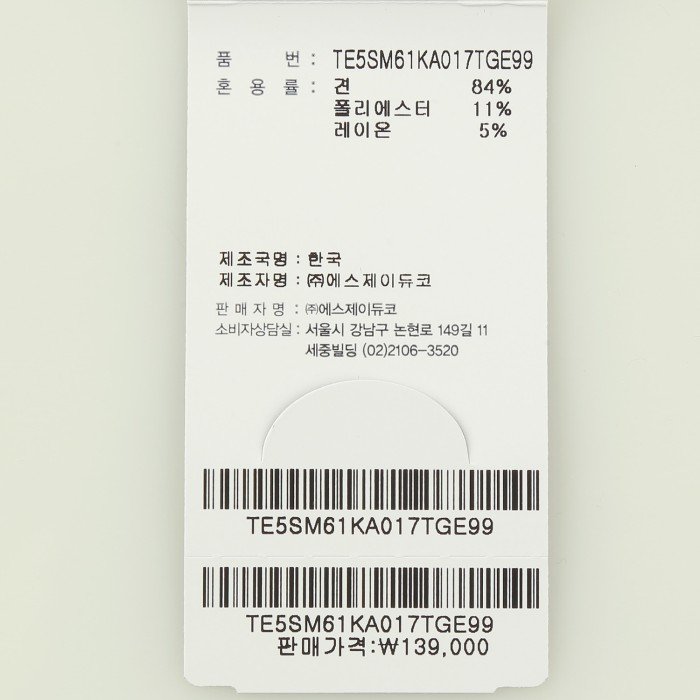 품 번 : TE5SM61KA017TGE99
혼 용 률 : 견 84%
폴리에스터 11%
레이온 5%
제조국명 : 한국
제조자명 : ㈜에스제이듀코
판 매 자 명 : ㈜에스제이듀코
소비자상담실 : 서울시 강남구 논현로 149길 11
세중빌딩 (02)2106-3520
TE5SM61KA017TGE99
TE5SM61KA017TGE99
판매가격:₩139,000